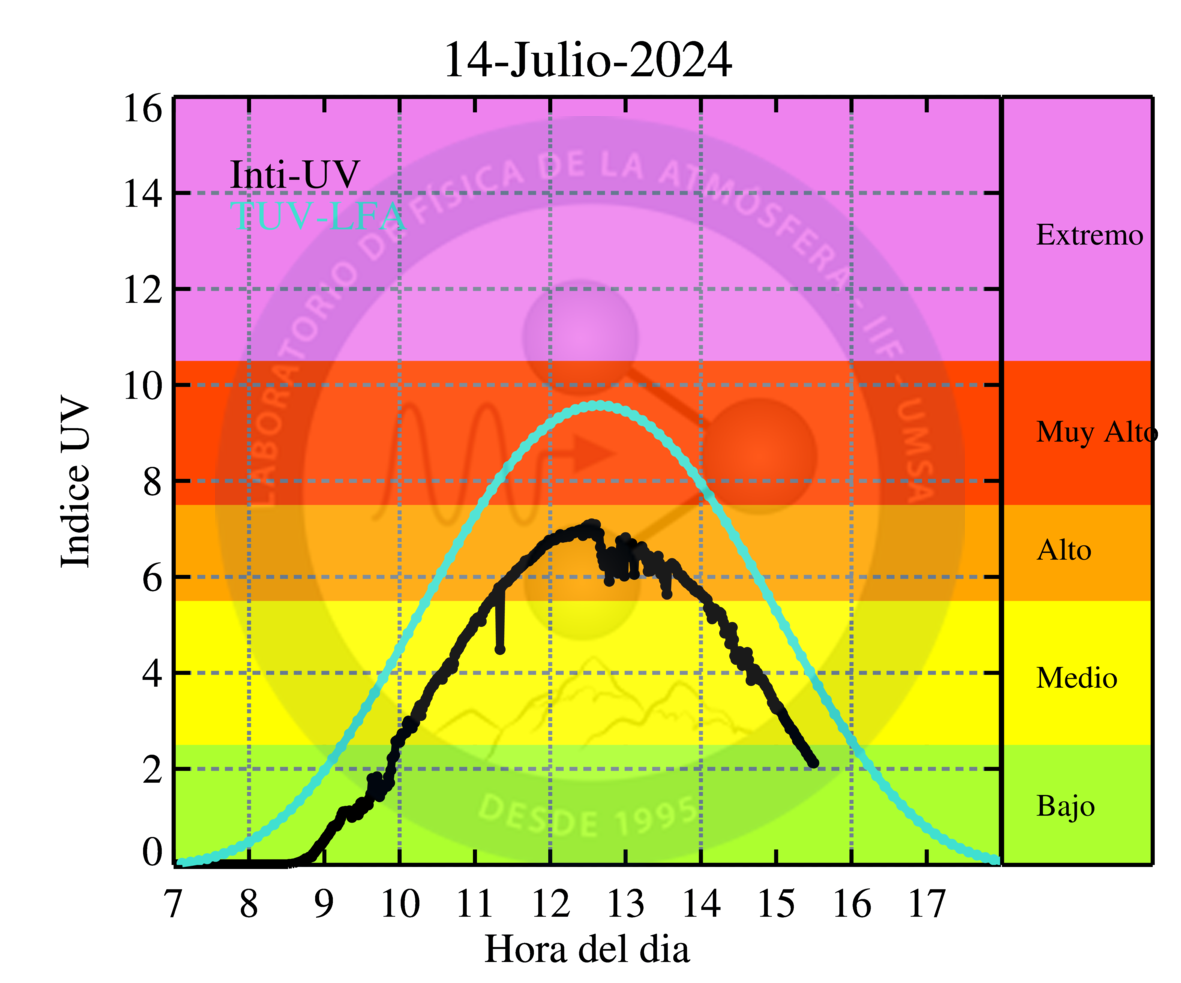 14-Julio-2024
16
14
12
10
8
6
4
2
0
Indice UV
Inti-UV
TUV-LFA
LABORATORIO DE FÍSICA DE LA ATMÓSFERA - IIF - UMSA
DESDE 1995
Extremo
Muy Alto
Alto
Medio
Bajo
7 8 9 10 11 12 13 14 15 16 17
Hora del dia